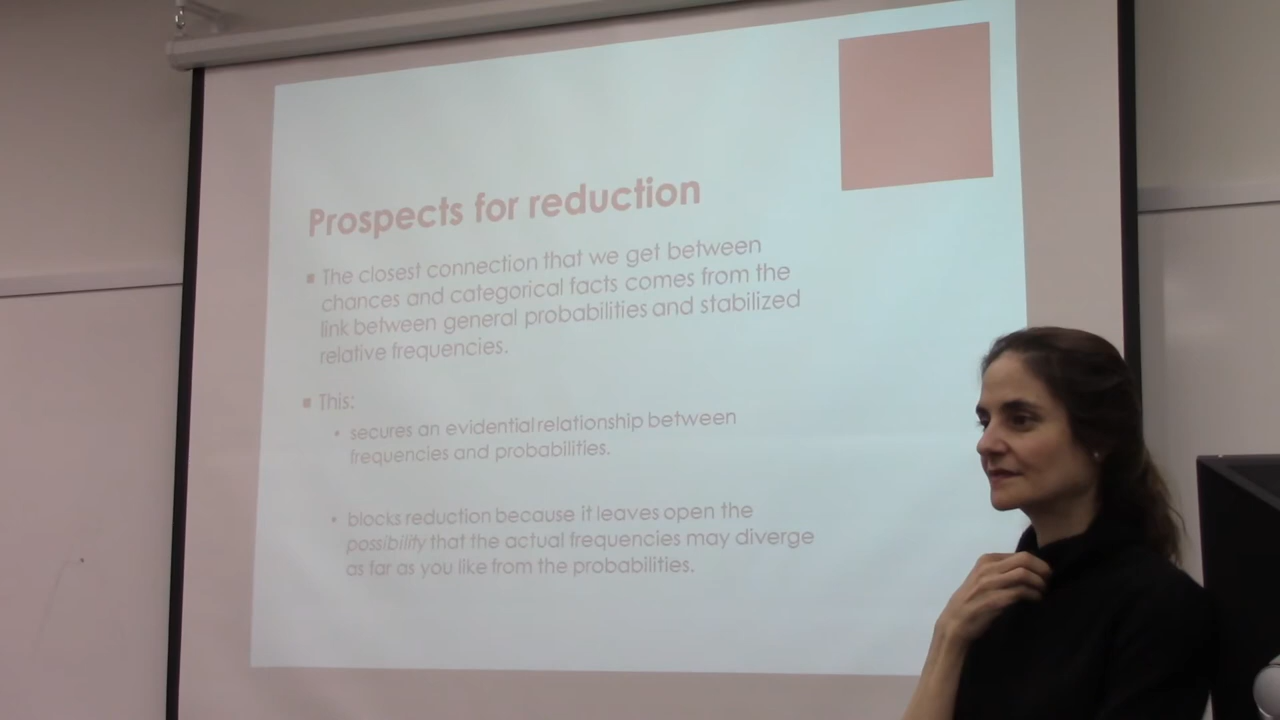 Prospects for reduction
▪ The closest connection that we get between
chances and categorical facts comes from the
link between general probabilities and stabilized
relative frequencies.
▪ This:
• secures an evidential relationship between
frequencies and probabilities.
• blocks reduction because it leaves open the
possibility that the actual frequencies may diverge
as far as you like from the probabilities.